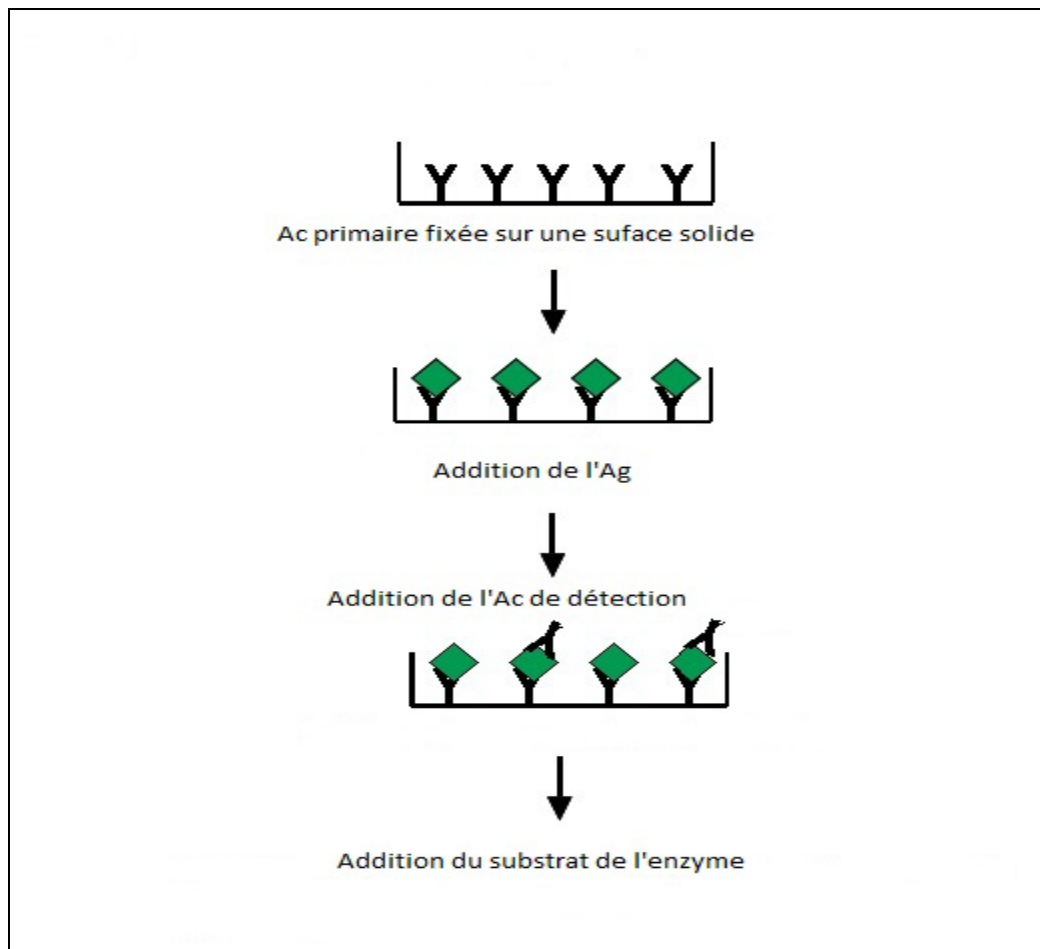 Ac primaire fixée sur une suface solide
Addition de l'Ag
Addition de l'Ac de détection
Addition du substrat de l'enzyme